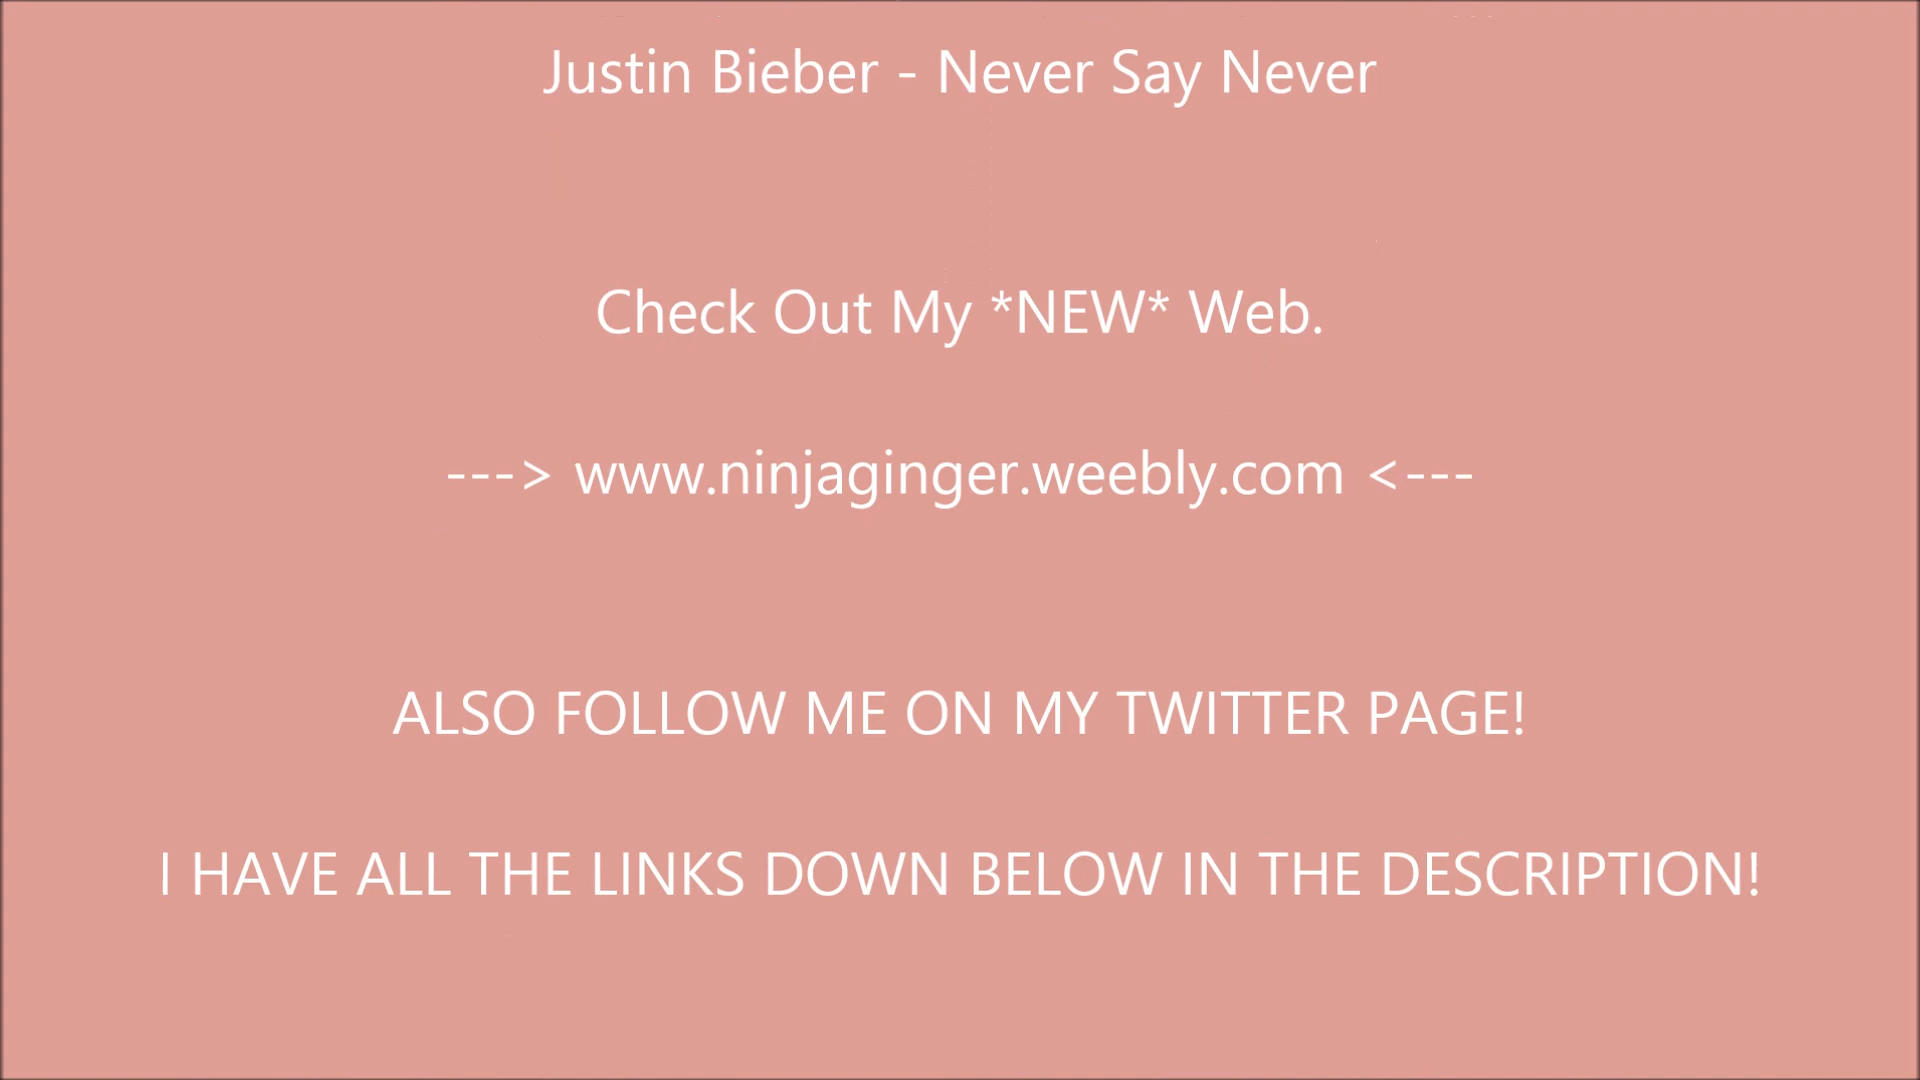 Justin Bieber - Never Say Never
Check Out My *NEW* Web.
---> www.ninjaginger.weebly.com <---
ALSO FOLLOW ME ON MY TWITTER PAGE!
I HAVE ALL THE LINKS DOWN BELOW IN THE DESCRIPTION!